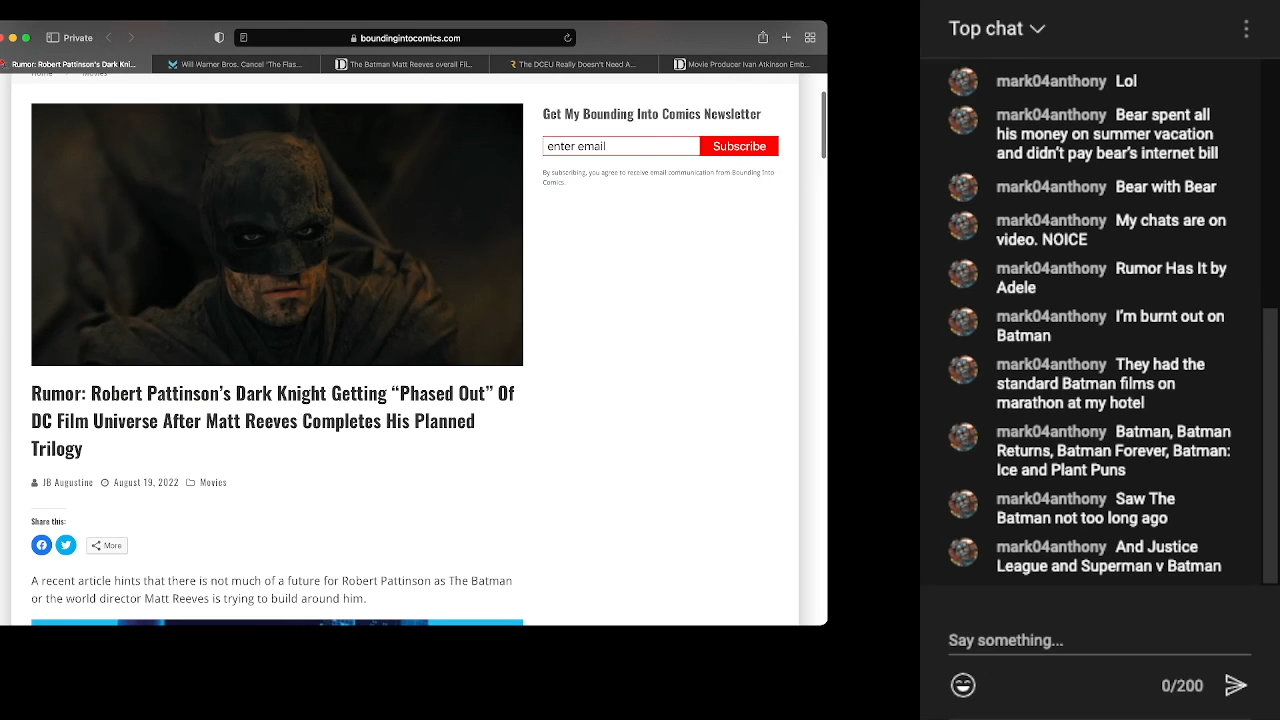 Private
boundingintocomics.com
Rumor: Robert Pattinson's Dark Kni...
Will Warner Bros. Cancel "The Flas...
The Batman Matt Reeves overall FIL...
The DCEU Really Doesn't Need A...
Movie Producer Ivan Atkinson Emb...
Home
Movies
Get My Bounding Into Comics Newsletter
enter email
Subscribe
By subscribing, you agree to receive email communication from Bounding Into
Comics.
Rumor: Robert Pattinson’s Dark Knight Getting “Phased Out” Of
DC Film Universe After Matt Reeves Completes His Planned
Trilogy
JB Augustine August 19, 2022 Movies
Share this:
More
A recent article hints that there is not much of a future for Robert Pattinson as The Batman
or the world director Matt Reeves is trying to build around him.
Top chat
mark04anthony Lol
mark04anthony Bear spent all
his money on summer vacation
and didn’t pay bear’s internet bill
mark04anthony Bear with Bear
mark04anthony My chats are on
video. NOICE
mark04anthony Rumor Has It by
Adele
mark04anthony I’m burnt out on
Batman
mark04anthony They had the
standard Batman films on
marathon at my hotel
mark04anthony Batman, Batman
Returns, Batman Forever, Batman:
Ice and Plant Puns
mark04anthony Saw The
Batman not too long ago
mark04anthony And Justice
League and Superman v Batman
Say something...
0/200